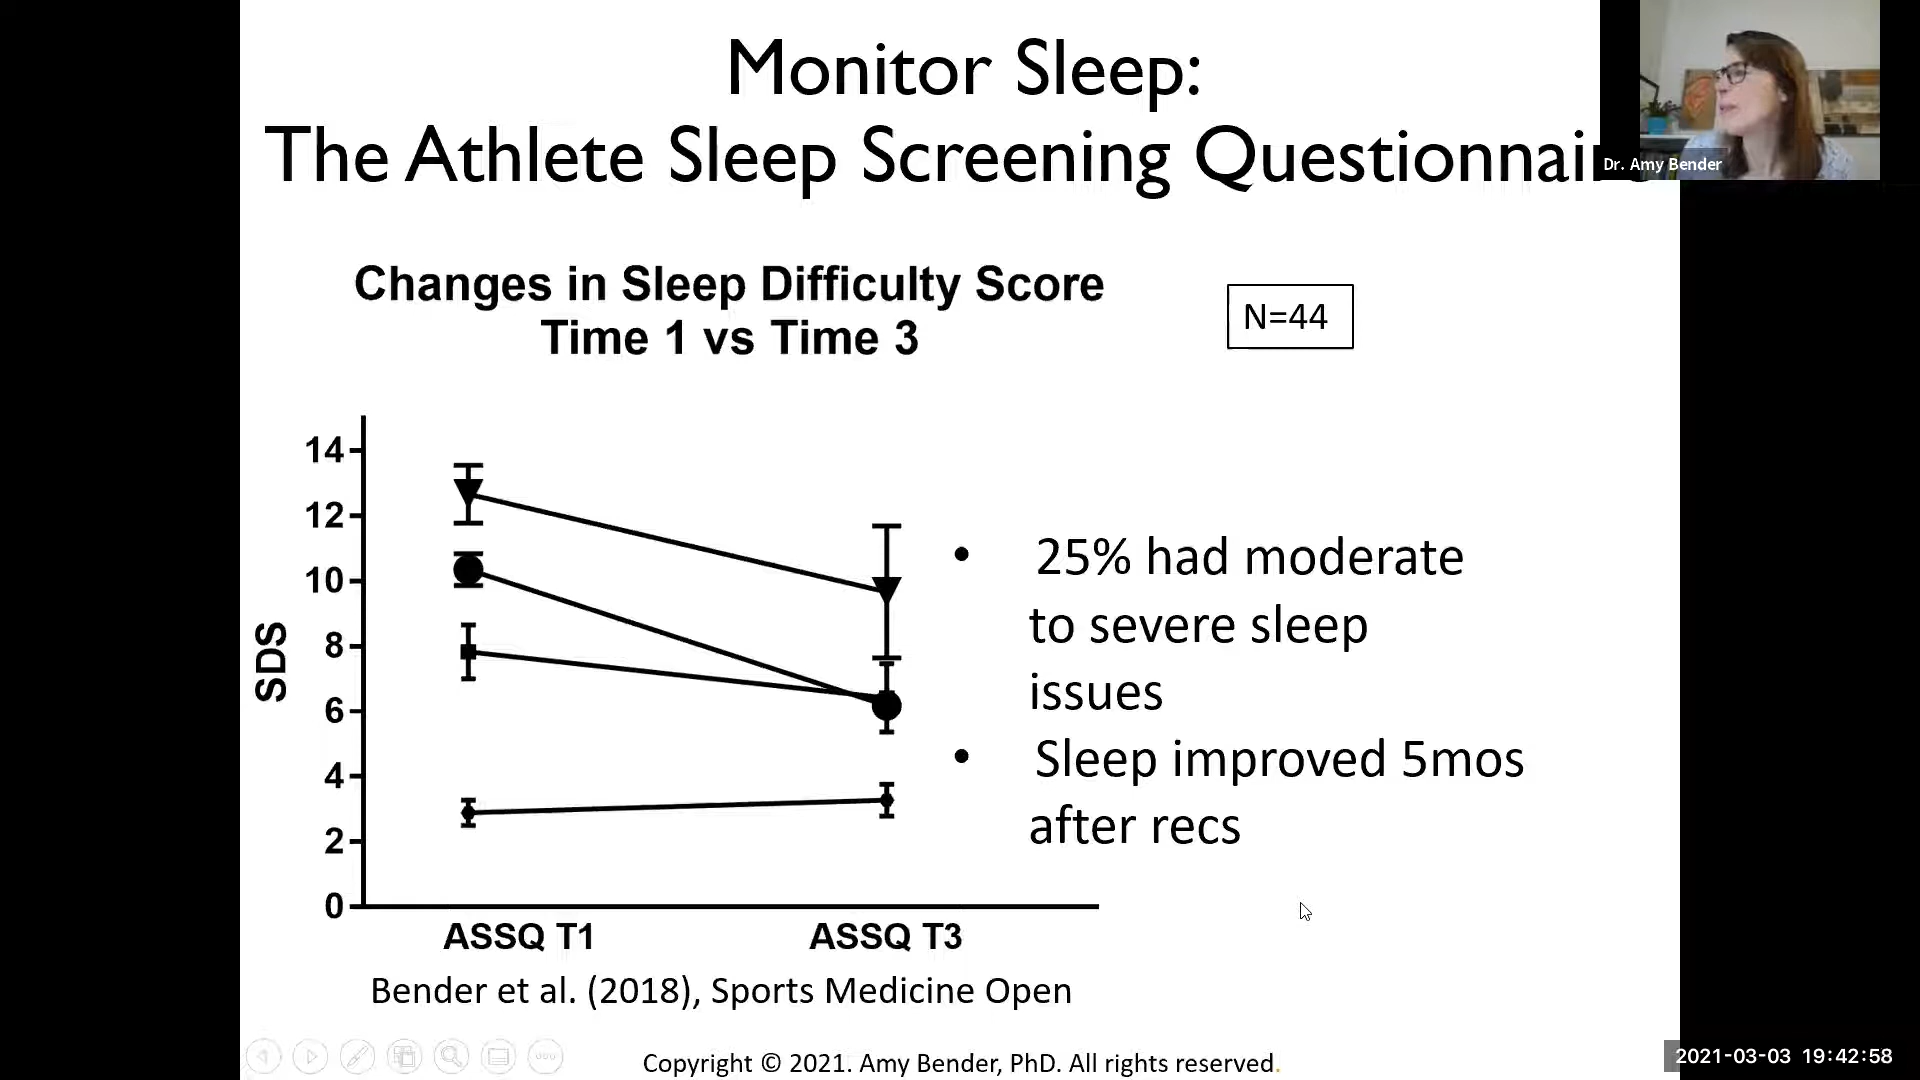 Monitor Sleep:
The Athlete Sleep Screening Questionnai
Dr. Amy Bender
Changes in Sleep Difficulty Score
Time 1 vs Time 3
N=44
14
12
10
8
6
4
2
0
SDS
ASSQ T1 ASSQ T3
• 25% had moderate
to severe sleep
issues
• Sleep improved 5mos
after recs
Bender et al. (2018), Sports Medicine Open
Copyright © 2021. Amy Bender, PhD. All rights reserved.
2021-03-03 19:42:58